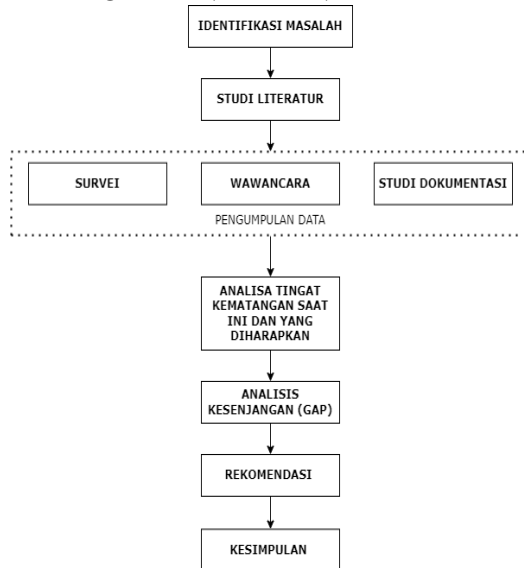 IDENTIFIKASI MASALAH
STUDI LITERATUR
SURVEI
WAWANCARA
STUDI DOKUMENTASI
PENGUMPULAN DATA
ANALISA TINGAT
KEMATANGAN SAAT
INI DAN YANG
DIHARAPKAN
ANALISIS
KESENJANGAN (GAP)
REKOMENDASI
KESIMPULAN